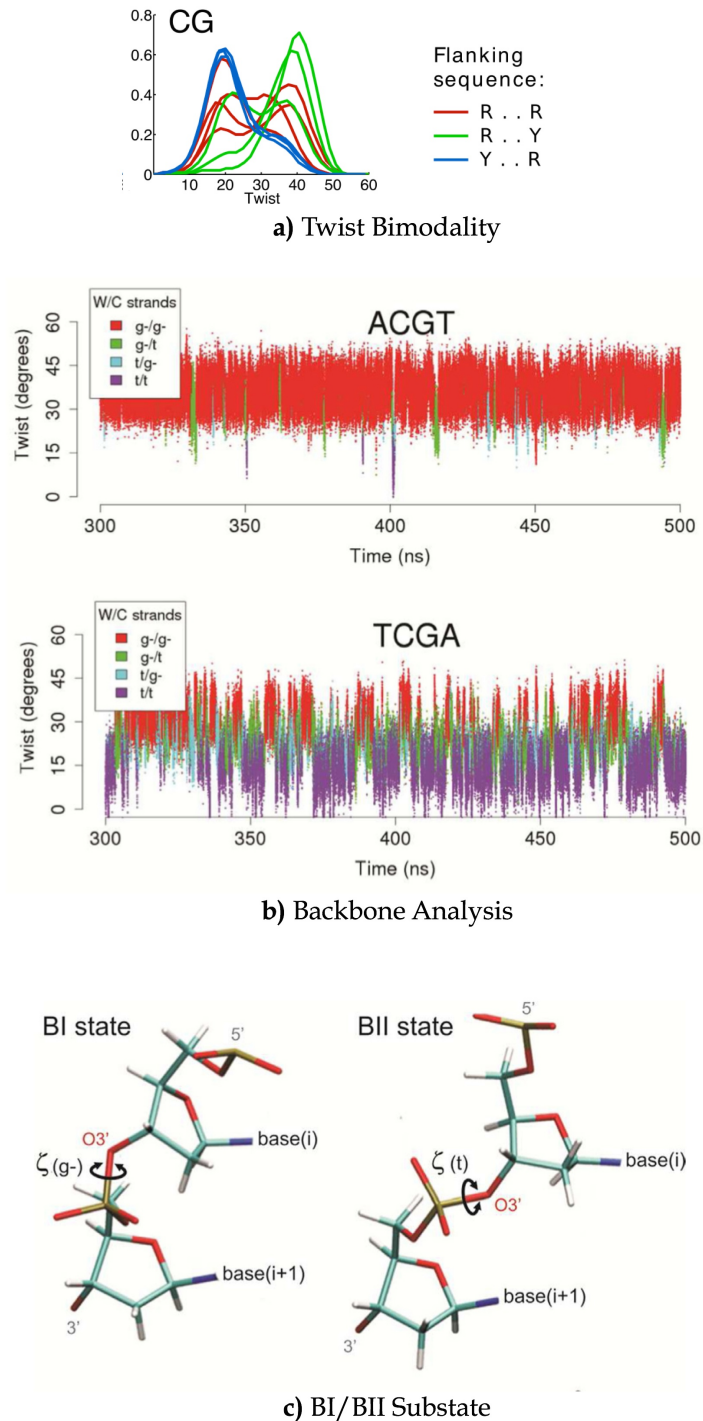 CG
0.8
0.6
0.4
0.2
0
10 20 30 40 50 60
Twist
Flanking
sequence:
R . . R
R . . Y
Y . . R
a) Twist Bimodality
W/C strands
g-/g-
g-/t
t/g-
t/t
ACGT
Twist (degrees)
60
45
30
15
0
300 350 400 450 500
Time (ns)
W/C strands
g-/g-
g-/t
t/g-
t/t
TCGA
Twist (degrees)
60
45
30
15
0
300 350 400 450 500
Time (ns)
b) Backbone Analysis
BI state
5'
O3'
base(i)
ζ (g-)
base(i+1)
3'
BII state
5'
ζ (t)
base(i)
O3'
base(i+1)
3'
c) BI/BII Substate